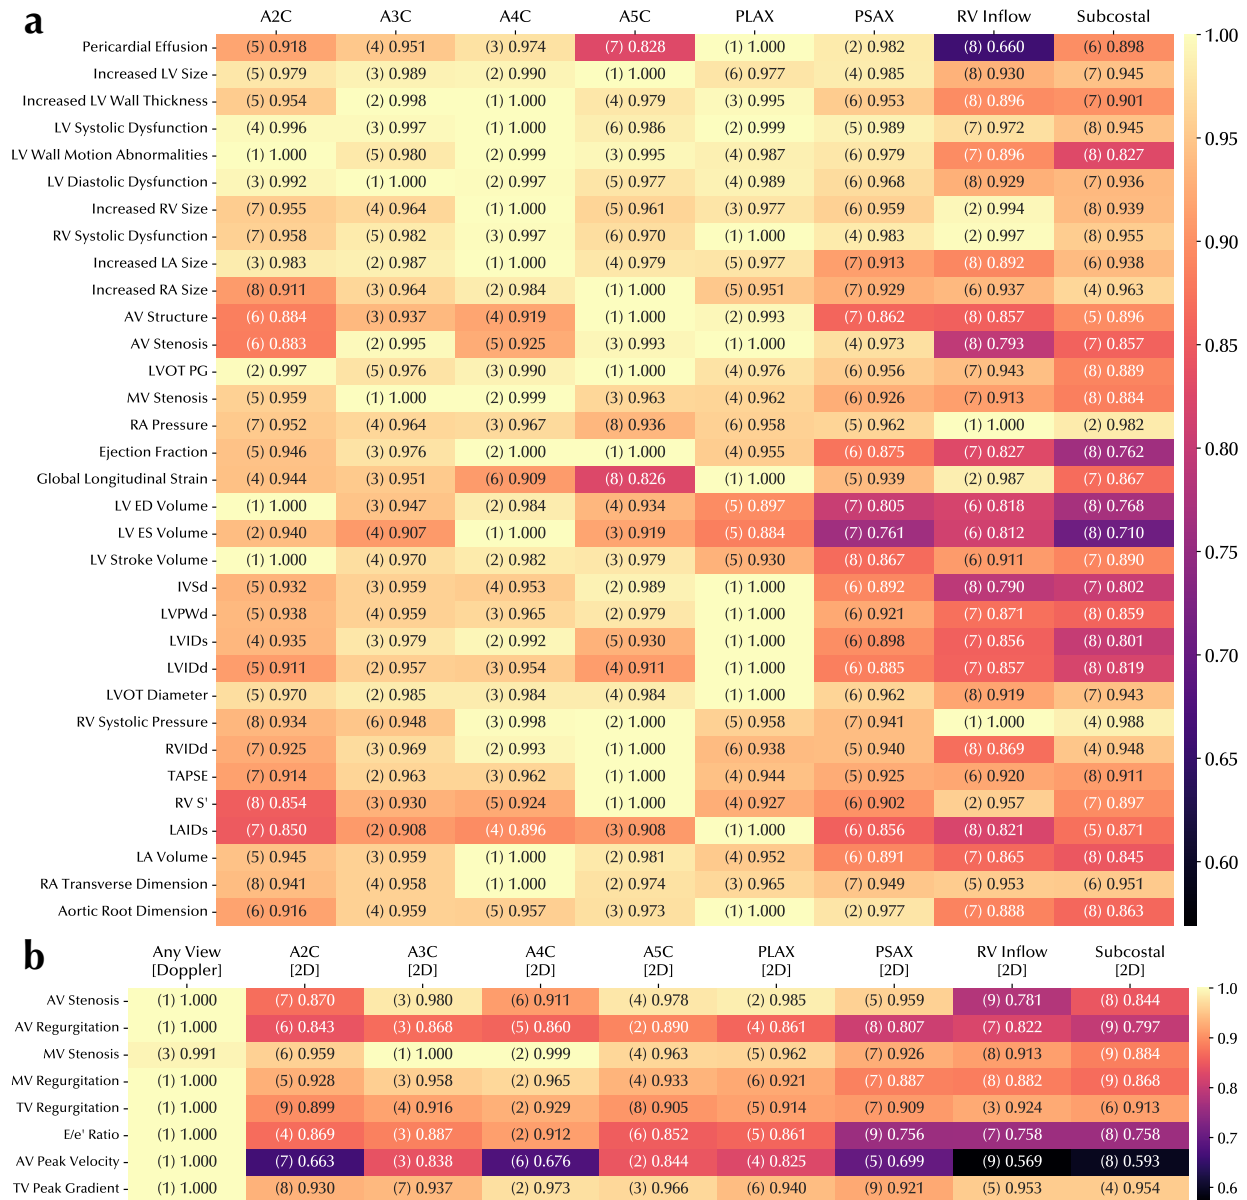 a
A2C A3C A4C A5C PLAX PSAX RV Inflow Subcostal
Pericardial Effusion (5) 0.918 (4) 0.951 (3) 0.974 (7) 0.828 (1) 1.000 (2) 0.982 (8) 0.660 (6) 0.898
Increased LV Size (5) 0.979 (3) 0.989 (2) 0.990 (1) 1.000 (6) 0.977 (4) 0.985 (8) 0.930 (7) 0.945
Increased LV Wall Thickness (5) 0.954 (2) 0.998 (1) 1.000 (4) 0.979 (3) 0.995 (6) 0.953 (8) 0.896 (7) 0.901
LV Systolic Dysfunction (4) 0.996 (3) 0.997 (1) 1.000 (6) 0.986 (2) 0.999 (5) 0.989 (7) 0.972 (8) 0.945
LV Wall Motion Abnormalities (1) 1.000 (5) 0.980 (2) 0.999 (3) 0.995 (4) 0.987 (6) 0.979 (7) 0.896 (8) 0.827
LV Diastolic Dysfunction (3) 0.992 (1) 1.000 (2) 0.997 (5) 0.977 (4) 0.989 (6) 0.968 (8) 0.929 (7) 0.936
Increased RV Size (7) 0.955 (4) 0.964 (1) 1.000 (5) 0.961 (3) 0.977 (6) 0.959 (2) 0.994 (8) 0.939
RV Systolic Dysfunction (7) 0.958 (5) 0.982 (3) 0.997 (6) 0.970 (1) 1.000 (4) 0.983 (2) 0.997 (8) 0.955
Increased LA Size (3) 0.983 (2) 0.987 (1) 1.000 (4) 0.979 (5) 0.977 (7) 0.913 (8) 0.892 (6) 0.938
Increased RA Size (8) 0.911 (3) 0.964 (2) 0.984 (1) 1.000 (5) 0.951 (7) 0.929 (6) 0.937 (4) 0.963
AV Structure (6) 0.884 (3) 0.937 (4) 0.919 (1) 1.000 (2) 0.993 (7) 0.862 (8) 0.857 (5) 0.896
AV Stenosis (6) 0.883 (2) 0.995 (5) 0.925 (3) 0.993 (1) 1.000 (4) 0.973 (8) 0.793 (7) 0.857
LVOT PG (2) 0.997 (5) 0.976 (3) 0.990 (1) 1.000 (4) 0.976 (6) 0.956 (7) 0.943 (8) 0.889
MV Stenosis (5) 0.959 (1) 1.000 (2) 0.999 (3) 0.963 (4) 0.962 (6) 0.926 (7) 0.913 (8) 0.884
RA Pressure (7) 0.952 (4) 0.964 (3) 0.967 (8) 0.936 (6) 0.958 (5) 0.962 (1) 1.000 (2) 0.982
Ejection Fraction (5) 0.946 (3) 0.976 (2) 1.000 (1) 1.000 (4) 0.955 (6) 0.875 (7) 0.827 (8) 0.762
Global Longitudinal Strain (4) 0.944 (3) 0.951 (6) 0.909 (8) 0.826 (1) 1.000 (5) 0.939 (2) 0.987 (7) 0.867
LV ED Volume (1) 1.000 (3) 0.947 (2) 0.984 (4) 0.934 (5) 0.897 (7) 0.805 (6) 0.818 (8) 0.768
LV ES Volume (2) 0.940 (4) 0.907 (1) 1.000 (3) 0.919 (5) 0.884 (7) 0.761 (6) 0.812 (8) 0.710
LV Stroke Volume (1) 1.000 (4) 0.970 (2) 0.982 (3) 0.979 (5) 0.930 (8) 0.867 (6) 0.911 (7) 0.890
IVSd (5) 0.932 (3) 0.959 (4) 0.953 (2) 0.989 (1) 1.000 (6) 0.892 (8) 0.790 (7) 0.802
LVPWd (5) 0.938 (4) 0.959 (3) 0.965 (2) 0.979 (1) 1.000 (6) 0.921 (7) 0.871 (8) 0.859
LVIDs (4) 0.935 (3) 0.979 (2) 0.992 (5) 0.930 (1) 1.000 (6) 0.898 (7) 0.856 (8) 0.801
LVIDd (5) 0.911 (2) 0.957 (3) 0.954 (4) 0.911 (1) 1.000 (6) 0.885 (7) 0.857 (8) 0.819
LVOT Diameter (5) 0.970 (2) 0.985 (3) 0.984 (4) 0.984 (1) 1.000 (6) 0.962 (8) 0.919 (7) 0.943
RV Systolic Pressure (8) 0.934 (6) 0.948 (3) 0.998 (2) 1.000 (5) 0.958 (7) 0.941 (1) 1.000 (4) 0.988
RVIDd (7) 0.925 (3) 0.969 (2) 0.993 (1) 1.000 (6) 0.938 (5) 0.940 (8) 0.869 (4) 0.948
TAPSE (7) 0.914 (2) 0.963 (3) 0.962 (1) 1.000 (4) 0.944 (5) 0.925 (6) 0.920 (8) 0.911
RV S' (8) 0.854 (3) 0.930 (5) 0.924 (1) 1.000 (4) 0.927 (6) 0.902 (2) 0.957 (7) 0.897
LAIDs (7) 0.850 (2) 0.908 (4) 0.896 (3) 0.908 (1) 1.000 (6) 0.856 (8) 0.821 (5) 0.871
LA Volume (5) 0.945 (3) 0.959 (1) 1.000 (2) 0.981 (4) 0.952 (6) 0.891 (7) 0.865 (8) 0.845
RA Transverse Dimension (8) 0.941 (4) 0.958 (1) 1.000 (2) 0.974 (3) 0.965 (7) 0.949 (5) 0.953 (6) 0.951
Aortic Root Dimension (6) 0.916 (4) 0.959 (5) 0.957 (3) 0.973 (1) 1.000 (2) 0.977 (7) 0.888 (8) 0.863
1.00
0.95
0.90
0.85
0.80
0.75
0.70
0.65
0.60
b
Any View A2C A3C A4C A5C PLAX PSAX RV Inflow Subcostal
[Doppler] [2D] [2D] [2D] [2D] [2D] [2D] [2D] [2D]
AV Stenosis (1) 1.000 (7) 0.870 (3) 0.980 (6) 0.911 (4) 0.978 (2) 0.985 (5) 0.959 (9) 0.781 (8) 0.844
AV Regurgitation (1) 1.000 (6) 0.843 (3) 0.868 (5) 0.860 (2) 0.890 (4) 0.861 (8) 0.807 (7) 0.822 (9) 0.797
MV Stenosis (3) 0.991 (6) 0.959 (1) 1.000 (2) 0.999 (4) 0.963 (5) 0.962 (7) 0.926 (8) 0.913 (9) 0.884
MV Regurgitation (1) 1.000 (5) 0.928 (3) 0.958 (2) 0.965 (4) 0.933 (6) 0.921 (7) 0.887 (8) 0.882 (9) 0.868
TV Regurgitation (1) 1.000 (9) 0.899 (4) 0.916 (2) 0.929 (8) 0.905 (5) 0.914 (7) 0.909 (3) 0.924 (6) 0.913
E/e' Ratio (1) 1.000 (4) 0.869 (3) 0.887 (2) 0.912 (6) 0.852 (5) 0.861 (9) 0.756 (7) 0.758 (8) 0.758
AV Peak Velocity (1) 1.000 (7) 0.663 (3) 0.838 (6) 0.676 (2) 0.844 (4) 0.825 (5) 0.699 (9) 0.569 (8) 0.593
TV Peak Gradient (1) 1.000 (8) 0.930 (7) 0.937 (2) 0.973 (3) 0.966 (6) 0.940 (9) 0.921 (5) 0.953 (4) 0.954
1.0
0.9
0.8
0.7
0.6